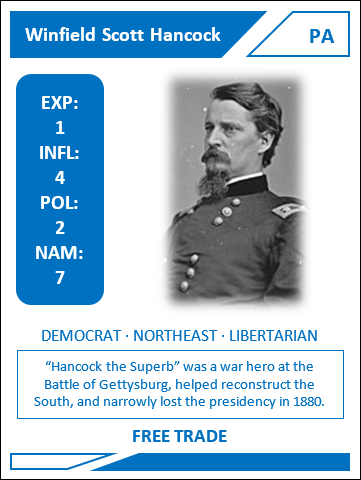 Winfield Scott Hancock
PA
EXP:
1
INFL:
4
POL:
2
NAM:
7
DEMOCRAT · NORTHEAST · LIBERTARIAN
“Hancock the Superb” was a war hero at the
Battle of Gettysburg, helped reconstruct the
South, and narrowly lost the presidency in 1880.
FREE TRADE